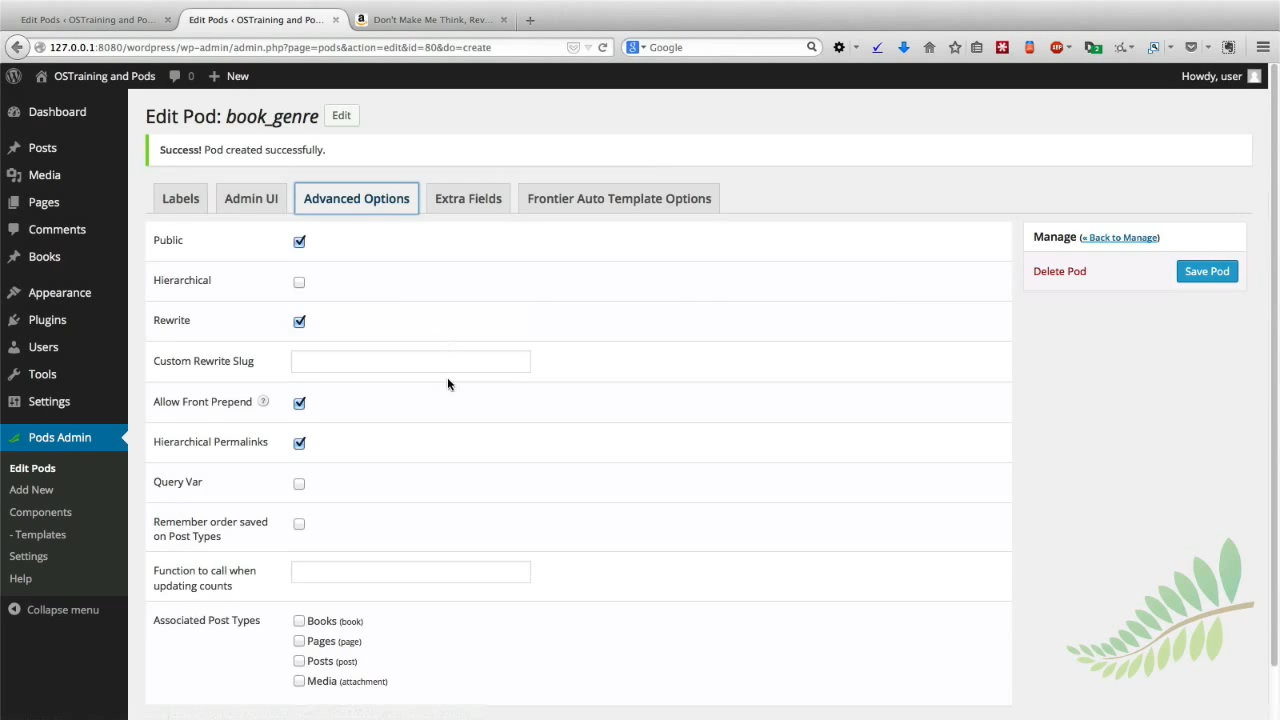 Edit Pods ‹ OSTraining and Po... ×
Edit Pods ‹ OSTraining and Po... ×
Don't Make Me Think, Rev... ×
127.0.0.1:8080/wordpress/wp-admin/admin.php?page=pods&action=edit&id=80&do=create
Google
OSTraining and Pods
0
New
Howdy, user
Dashboard
Posts
Media
Pages
Comments
Books
Appearance
Plugins
Users
Tools
Settings
Pods Admin
Edit Pods
Add New
Components
- Templates
Settings
Help
Collapse menu
Edit Pod: book_genre Edit
Success! Pod created successfully.
Labels
Admin UI
Advanced Options
Extra Fields
Frontier Auto Template Options
Public
Hierarchical
Rewrite
Custom Rewrite Slug
Allow Front Prepend ?
Hierarchical Permalinks
Query Var
Remember order saved
on Post Types
Function to call when
updating counts
Associated Post Types
Books (book)
Pages (page)
Posts (post)
Media (attachment)
Manage (« Back to Manage)
Delete Pod
Save Pod